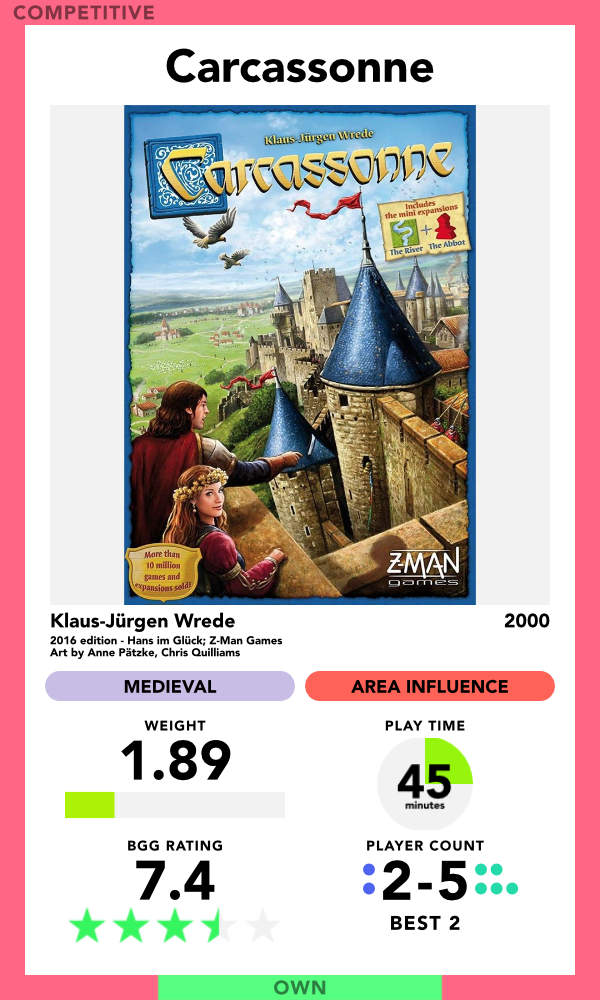 COMPETITIVE
Carcassonne
Klaus-Jürgen Wrede
Carcassonne
Includes
the mini expansions
The River + The Abbot
More than
10 million
games and
expansions sold!
Z-MAN
games
Klaus-Jürgen Wrede 2000
2016 edition - Hans im Glück; Z-Man Games
Art by Anne Pätzke, Chris Quilliams
MEDIEVAL AREA INFLUENCE
WEIGHT PLAY TIME
1.89 45
minutes
BGG RATING PLAYER COUNT
7.4 2-5
BEST 2
OWN